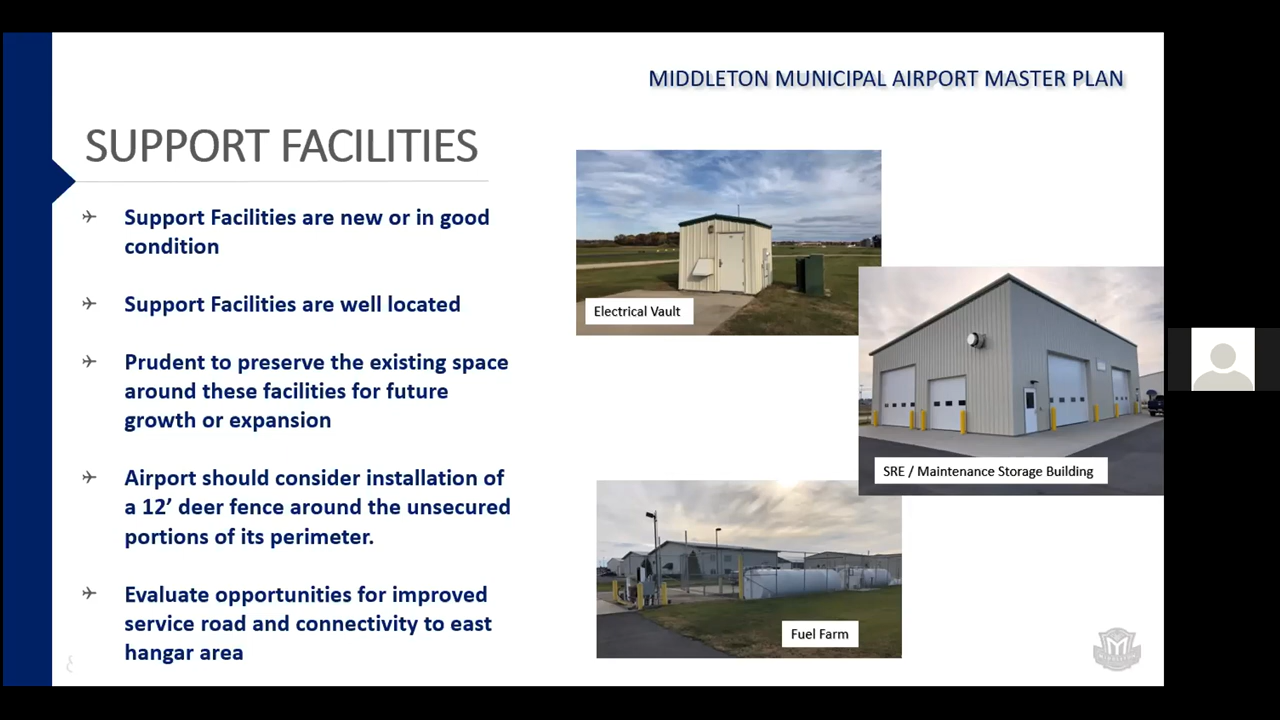 MIDDLETON MUNICIPAL AIRPORT MASTER PLAN
SUPPORT FACILITIES
Support Facilities are new or in good
condition
Support Facilities are well located
Prudent to preserve the existing space
around these facilities for future
growth or expansion
Airport should consider installation of
a 12’ deer fence around the unsecured
portions of its perimeter.
Evaluate opportunities for improved
service road and connectivity to east
hangar area
Electrical Vault
SRE / Maintenance Storage Building
Fuel Farm
MIDDLETON